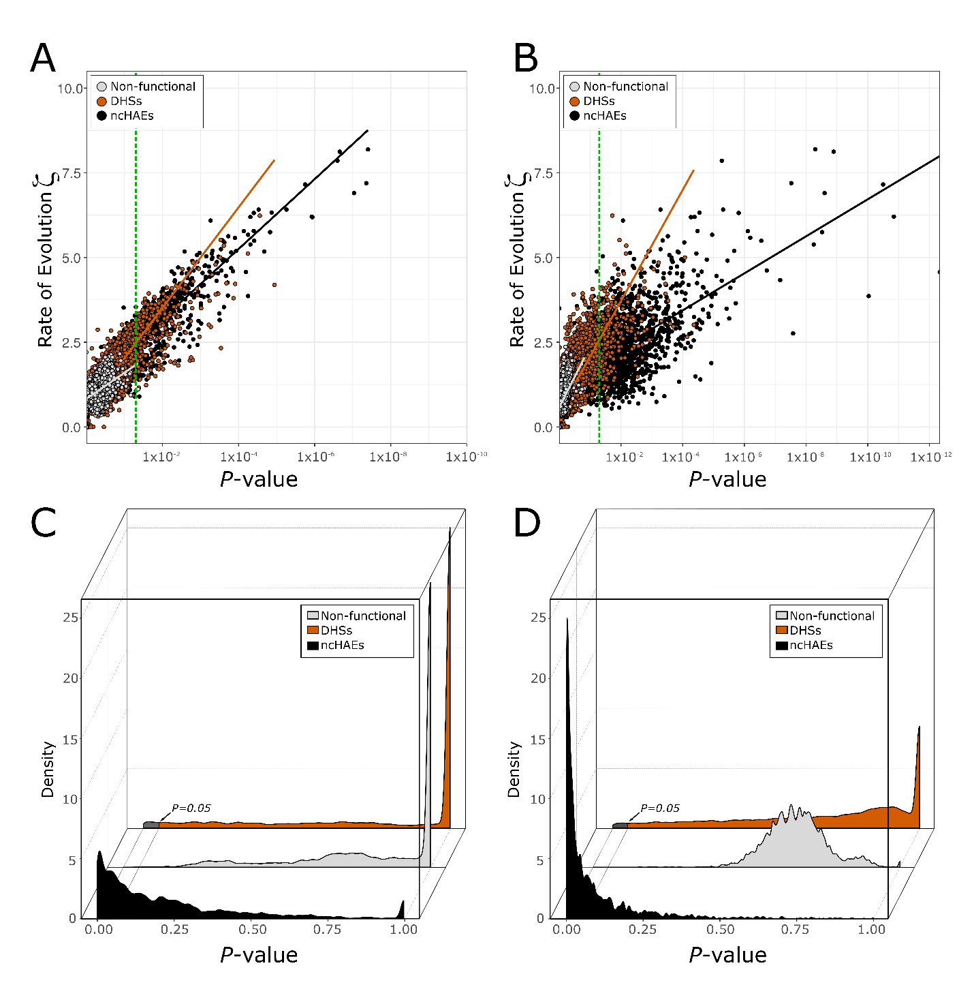 A
Non-functional
DHSs
ncHAEs
10.0
7.5
5.0
2.5
0.0
Rate of Evolution ζ
1x10⁻²
1x10⁻⁴
1x10⁻⁶
1x10⁻⁸
1x10⁻¹⁰
P-value
B
Non-functional
DHSs
ncHAEs
10.0
7.5
5.0
2.5
0.0
Rate of Evolution ζ
1x10⁻²
1x10⁻⁴
1x10⁻⁶
1x10⁻⁸
1x10⁻¹⁰
1x10⁻¹²
P-value
C
Non-functional
DHSs
ncHAEs
25
20
15
10
5
0
Density
P=0.05
0.00
0.25
0.50
0.75
1.00
P-value
D
Non-functional
DHSs
ncHAEs
25
20
15
10
5
0
Density
P=0.05
0.00
0.25
0.50
0.75
1.00
P-value